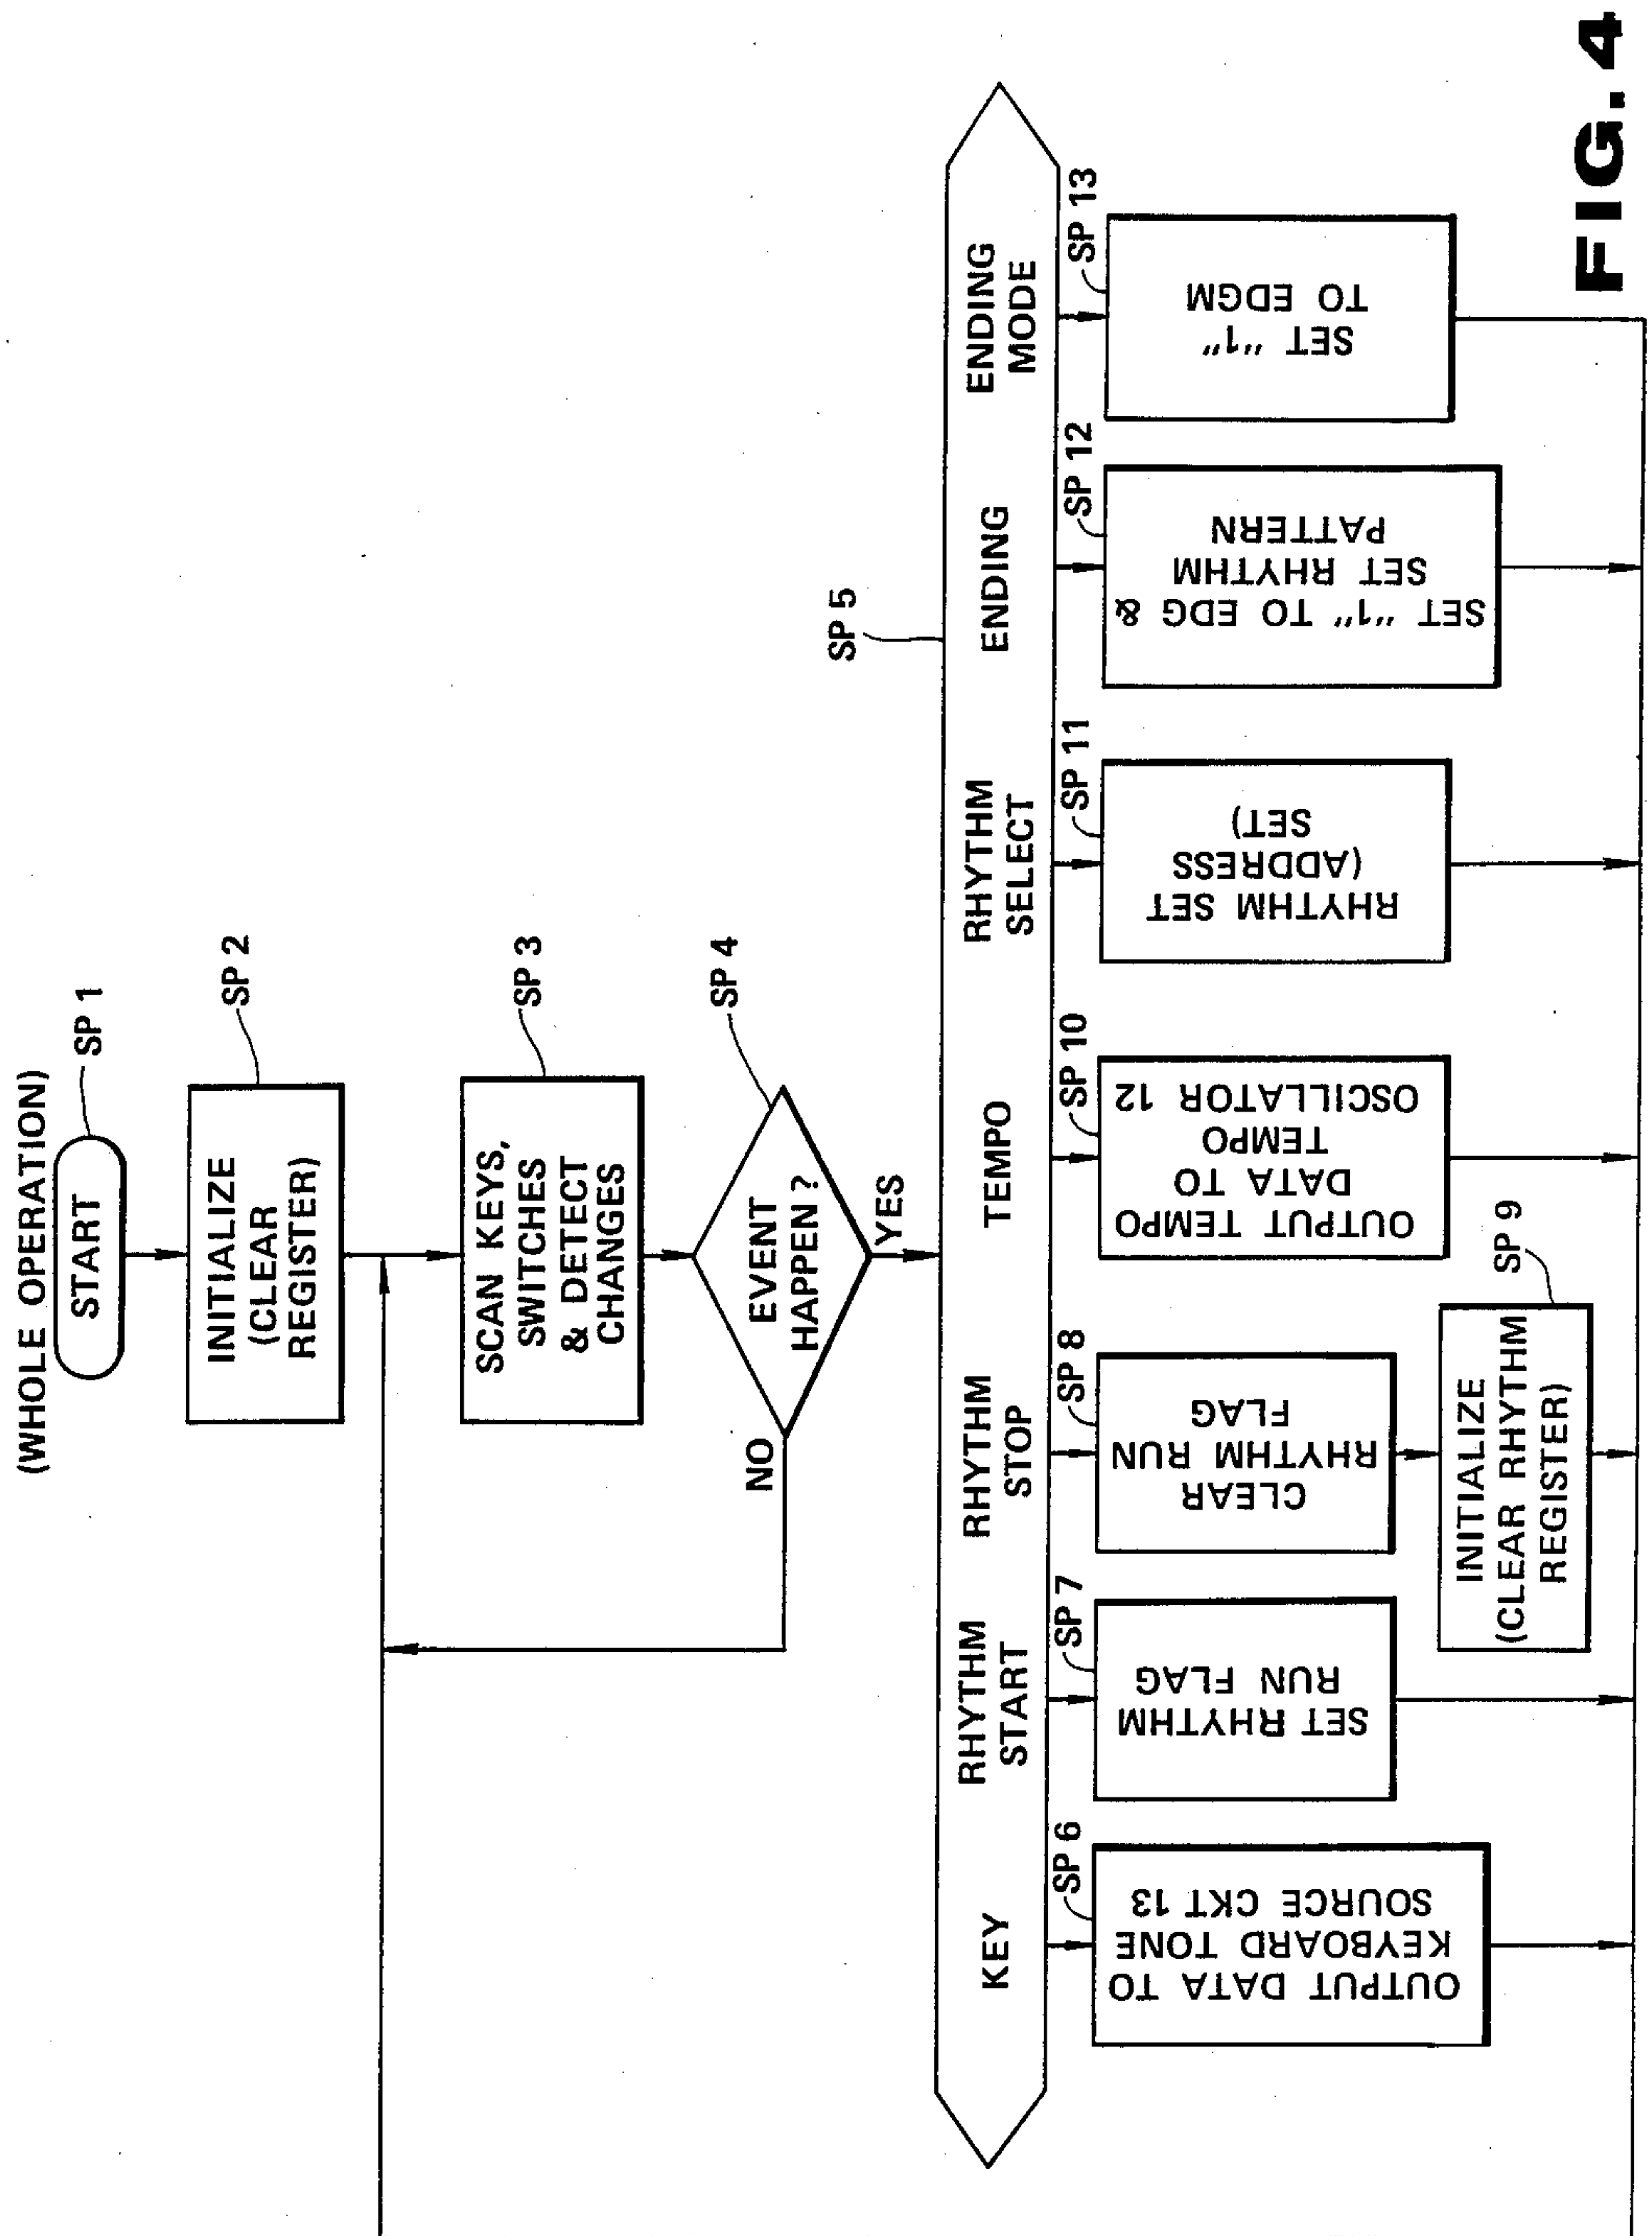 (WHOLE OPERATION)
START
SP 1
INITIALIZE
(CLEAR
REGISTER)
SP 2
SCAN KEYS,
SWITCHES
& DETECT
CHANGES
SP 3
EVENT
HAPPEN?
SP 4
NO
YES
SP 5
KEY
RHYTHM
START
RHYTHM
STOP
TEMPO
RHYTHM
SELECT
ENDING
ENDING
MODE
SP 6
OUTPUT DATA TO
KEYBOARD TONE
SOURCE CKT 13
SP 7
SET RHYTHM
RUN FLAG
SP 8
CLEAR
RHYTHM RUN
FLAG
SP 9
INITIALIZE
(CLEAR RHYTHM
REGISTER)
SP 10
OUTPUT TEMPO
DATA TO
TEMPO
OSCILLATOR 12
SP 11
RHYTHM SET
(ADDRESS
SET)
SP 12
SET "1" TO EDG &
SET RHYTHM
PATTERN
SP 13
SET "1"
TO EDGM
FIG. 4